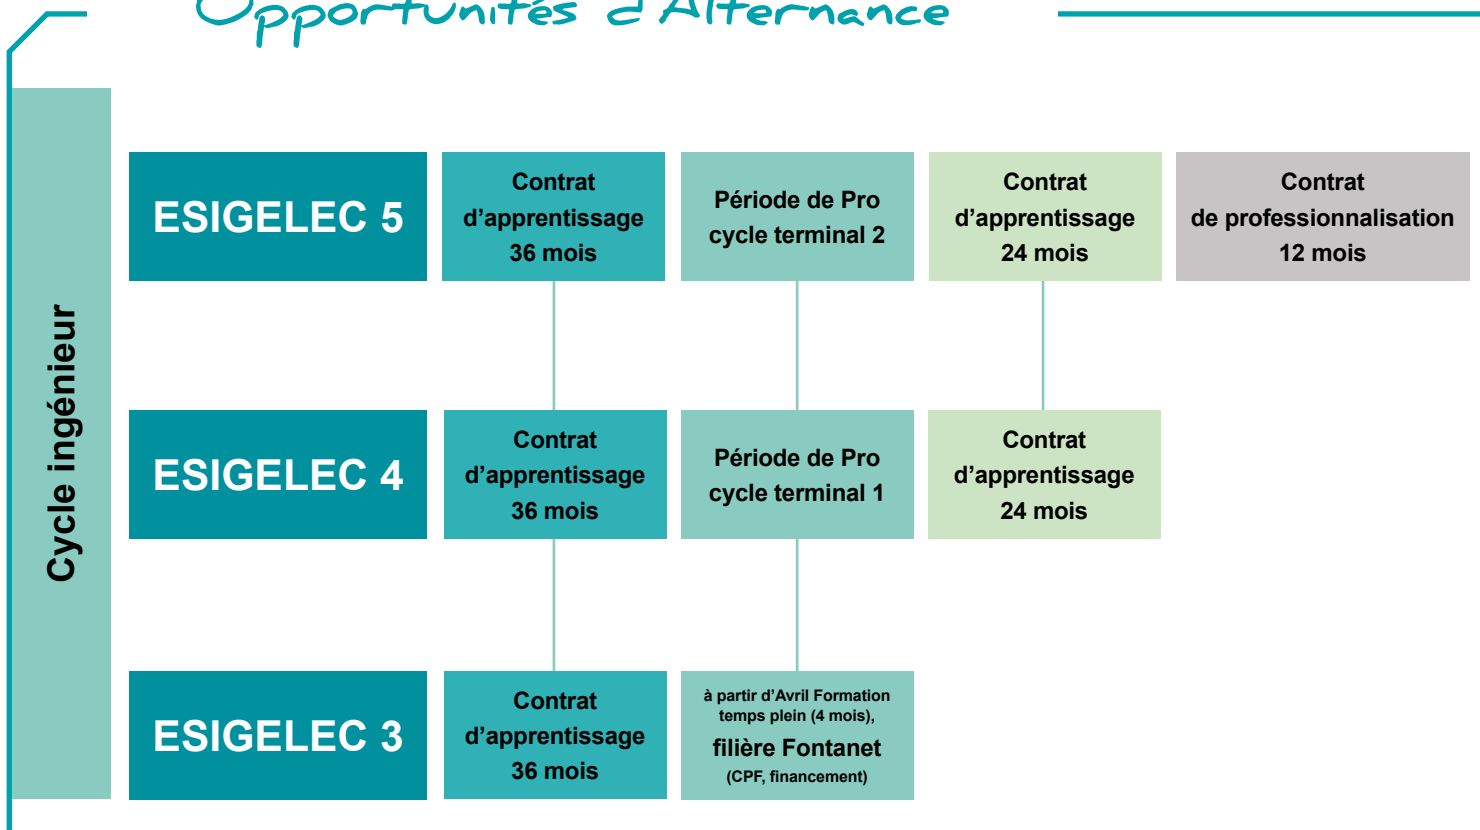 Opportunités d'Alternance
Cycle ingénieur
ESIGELEC 5
Contrat
d’apprentissage
36 mois
Période de Pro
cycle terminal 2
Contrat
d’apprentissage
24 mois
Contrat
de professionnalisation
12 mois
ESIGELEC 4
Contrat
d’apprentissage
36 mois
Période de Pro
cycle terminal 1
Contrat
d’apprentissage
24 mois
ESIGELEC 3
Contrat
d’apprentissage
36 mois
à partir d’Avril Formation
temps plein (4 mois),
filière Fontanet
(CPF, financement)